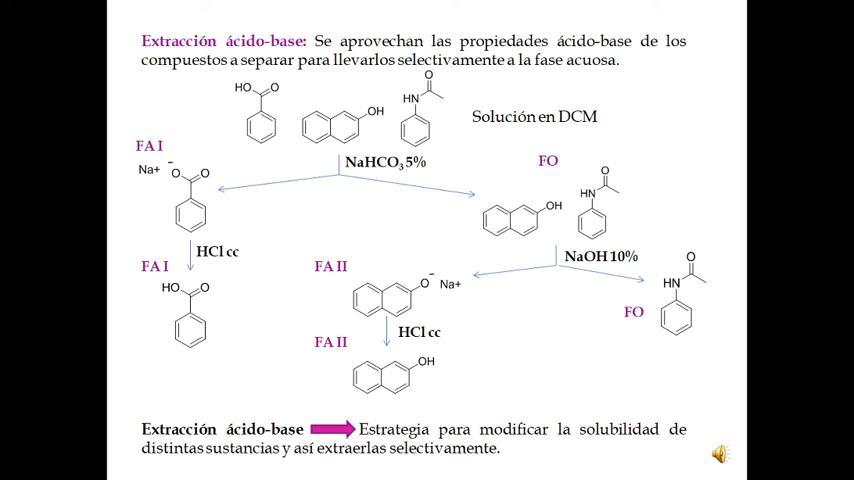 Extracción ácido-base: Se aprovechan las propiedades ácido-base de los
compuestos a separar para llevarlos selectivamente a la fase acuosa.
HO O
OH
HN O
Solución en DCM
FA I
NaHCO3 5%
FO
Na+ - O O
OH
HN O
HCl cc
NaOH 10%
FA I
FA II
HO O
O - Na+
HN O
FO
HCl cc
FA II
OH
Extracción ácido-base Estrategia para modificar la solubilidad de
distintas sustancias y así extraerlas selectivamente.